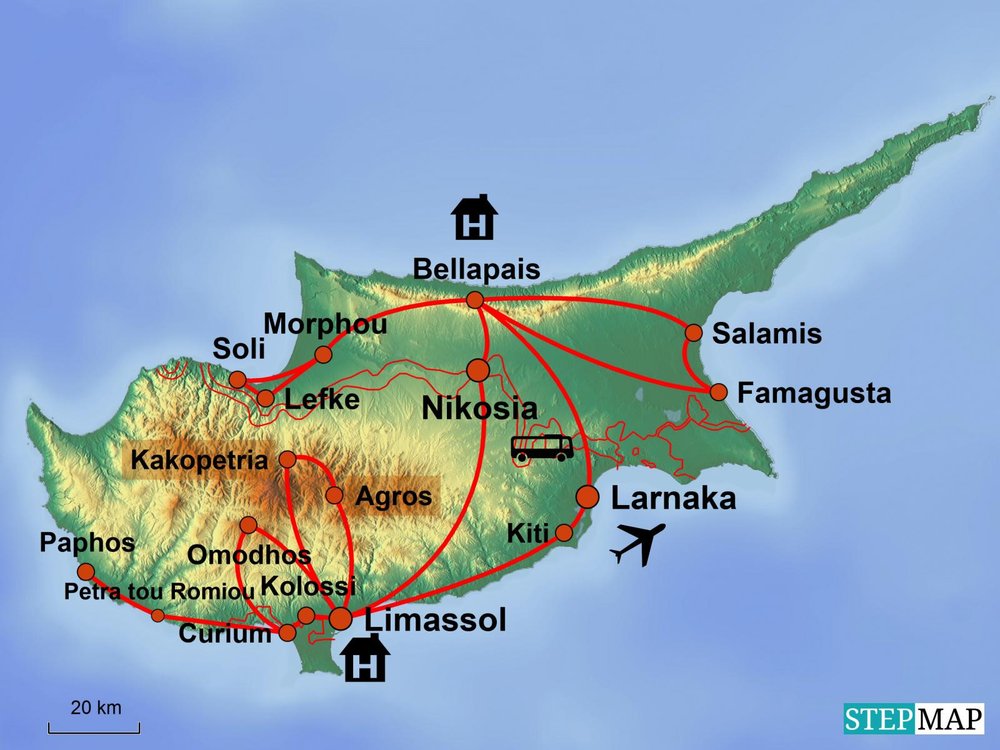 H
Bellapais
Morphou
Salamis
Soli
Lefke
Famagusta
Nikosia
Kakopetria
Agros
Larnaka
Kiti
Paphos
Omodhos
Petra tou Romiou
Kolossi
Limassol
Curium
H
20 km
STEPMAP